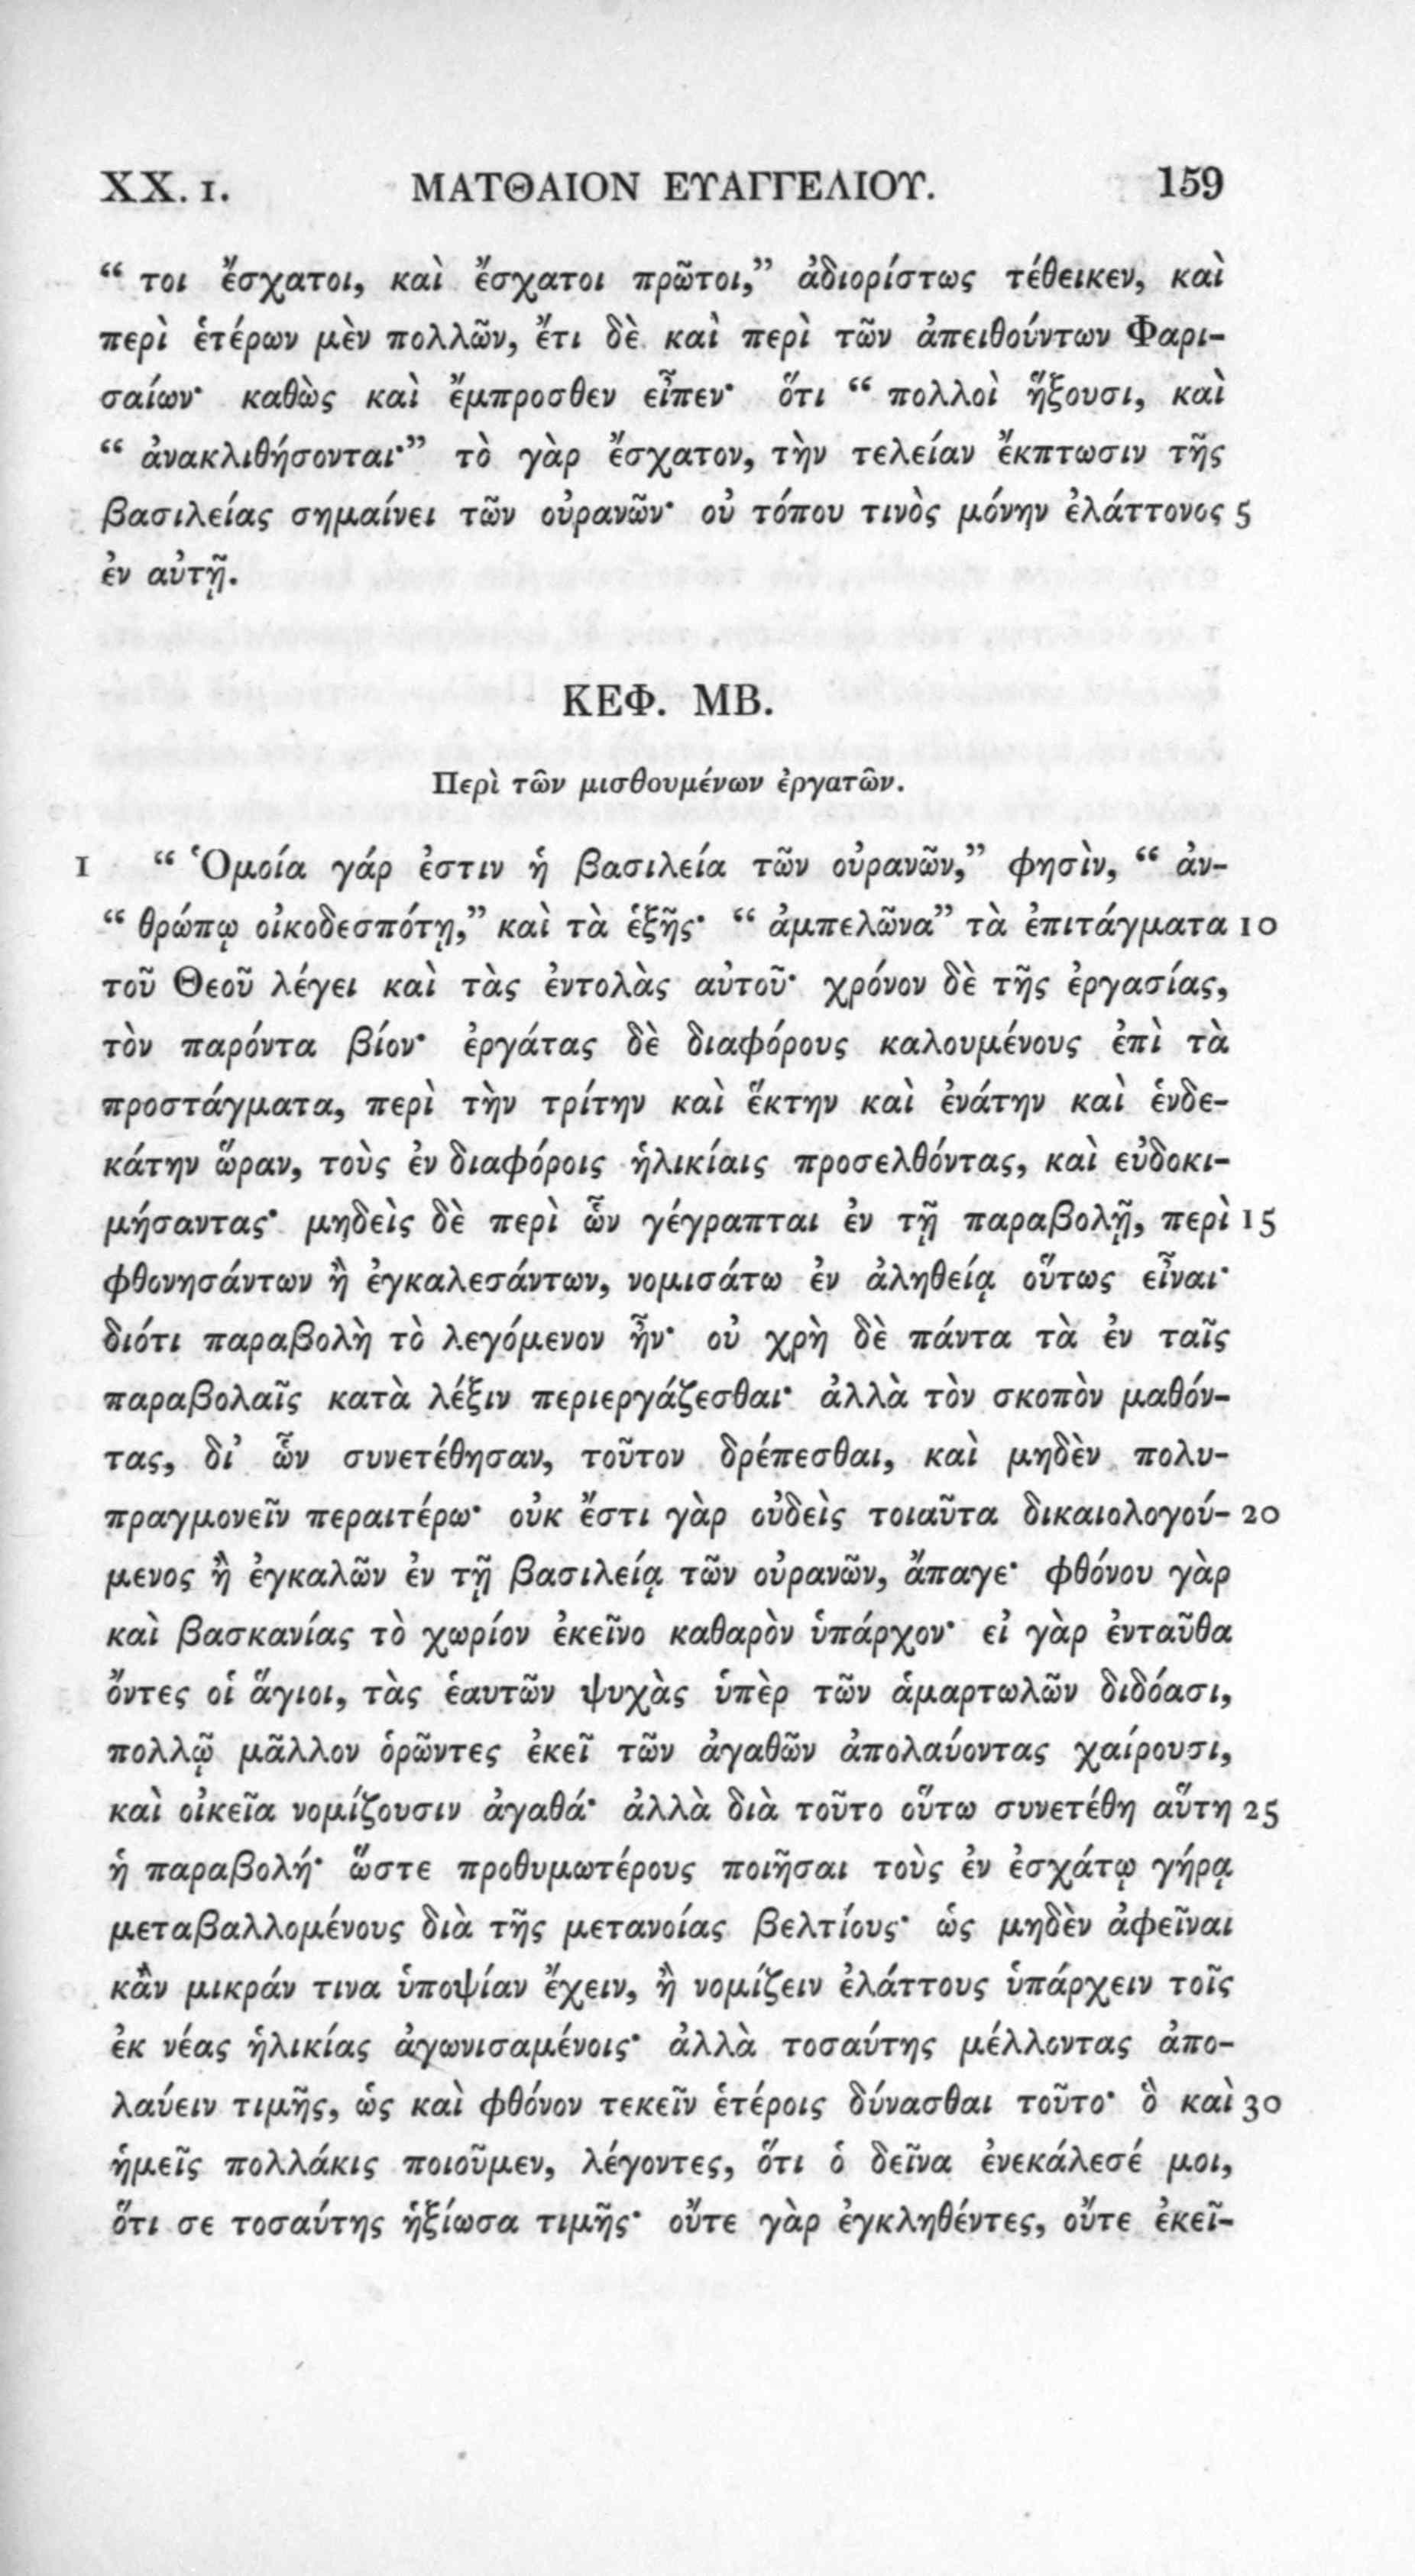 XX. 1. ΜΑΤΘΑΙΟΝ ΕΥΑΓΓΕΛΙΟΥ. 159
“ τοι ἔσχατοι, καὶ ἔσχατοι πρῶτοι,” ἀδιορίστως τέθεικεν, καὶ
περὶ ἑτέρων μὲν πολλῶν, ἔτι δὲ καὶ περὶ τῶν ἀπειθούντων Φαρι-
σαίων· καθὼς καὶ ἔμπροσθεν εἶπεν· ὅτι “ πολλοὶ ἥξουσι, καὶ
“ ἀνακλιθήσονται·” τὸ γὰρ ἔσχατον, τὴν τελείαν ἔκπτωσιν τῆς
βασιλείας σημαίνει τῶν οὐρανῶν· οὐ τόπου τινὸς μόνην ἐλάττονος 5
ἐν αὐτῇ.
ΚΕΦ. ΜΒ.
Περὶ τῶν μισθουμένων ἐργατῶν.
1 “ Ὁμοία γάρ ἐστιν ἡ βασιλεία τῶν οὐρανῶν,” φησὶν, “ ἀν-
“ θρώπῳ οἰκοδεσπότῃ,” καὶ τὰ ἑξῆς· “ ἀμπελῶνα” τὰ ἐπιτάγματα 10
τοῦ Θεοῦ λέγει καὶ τὰς ἐντολὰς αὐτοῦ· χρόνον δὲ τῆς ἐργασίας,
τὸν παρόντα βίον· ἐργάτας δὲ διαφόρους καλουμένους ἐπὶ τὰ
προστάγματα, περὶ τὴν τρίτην καὶ ἕκτην καὶ ἐνάτην καὶ ἑνδε-
κάτην ὥραν, τοὺς ἐν διαφόροις ἡλικίαις προσελθόντας, καὶ εὐδοκι-
μήσαντας· μηδεὶς δὲ περὶ ὧν γέγραπται ἐν τῇ παραβολῇ, περὶ 15
φθονησάντων ἢ ἐγκαλεσάντων, νομισάτω ἐν ἀληθείᾳ οὕτως εἶναι·
διότι παραβολὴ τὸ λεγόμενον ἦν· οὐ χρὴ δὲ πάντα τὰ ἐν ταῖς
παραβολαῖς κατὰ λέξιν περιεργάζεσθαι· ἀλλὰ τὸν σκοπὸν μαθόν-
τας, δι’ ὧν συνετέθησαν, τοῦτον δρέπεσθαι, καὶ μηδὲν πολυ-
πραγμονεῖν περαιτέρω· οὐκ ἔστι γὰρ οὐδεὶς τοιαῦτα δικαιολογού- 20
μενος ἢ ἐγκαλῶν ἐν τῇ βασιλείᾳ τῶν οὐρανῶν, ἄπαγε· φθόνου γὰρ
καὶ βασκανίας τὸ χωρίον ἐκεῖνο καθαρὸν ὑπάρχον· εἰ γὰρ ἐνταῦθα
ὄντες οἱ ἅγιοι, τὰς ἑαυτῶν ψυχὰς ὑπὲρ τῶν ἁμαρτωλῶν διδόασι,
πολλῷ μᾶλλον ὁρῶντες ἐκεῖ τῶν ἀγαθῶν ἀπολαύοντας χαίρουσι,
καὶ οἰκεῖα νομίζουσιν ἀγαθά· ἀλλὰ διὰ τοῦτο οὕτω συνετέθη αὕτη 25
ἡ παραβολή· ὥστε προθυμωτέρους ποιῆσαι τοὺς ἐν ἐσχάτῳ γήρᾳ
μεταβαλλομένους διὰ τῆς μετανοίας βελτίους· ὡς μηδὲν ἀφεῖναι
κἂν μικράν τινα ὑποψίαν ἔχειν, ἢ νομίζειν ἐλάττους ὑπάρχειν τοῖς
ἐκ νέας ἡλικίας ἀγωνισαμένοις· ἀλλὰ τοσαύτης μέλλοντας ἀπο-
λαύειν τιμῆς, ὡς καὶ φθόνον τεκεῖν ἑτέροις δύνασθαι τοῦτο· ὃ καὶ 30
ἡμεῖς πολλάκις ποιοῦμεν, λέγοντες, ὅτι ὁ δεῖνα ἐνεκάλεσέ μοι,
ὅτι σε τοσαύτης ἠξίωσα τιμῆς· οὔτε γὰρ ἐγκληθέντες, οὔτε ἐκεῖ-